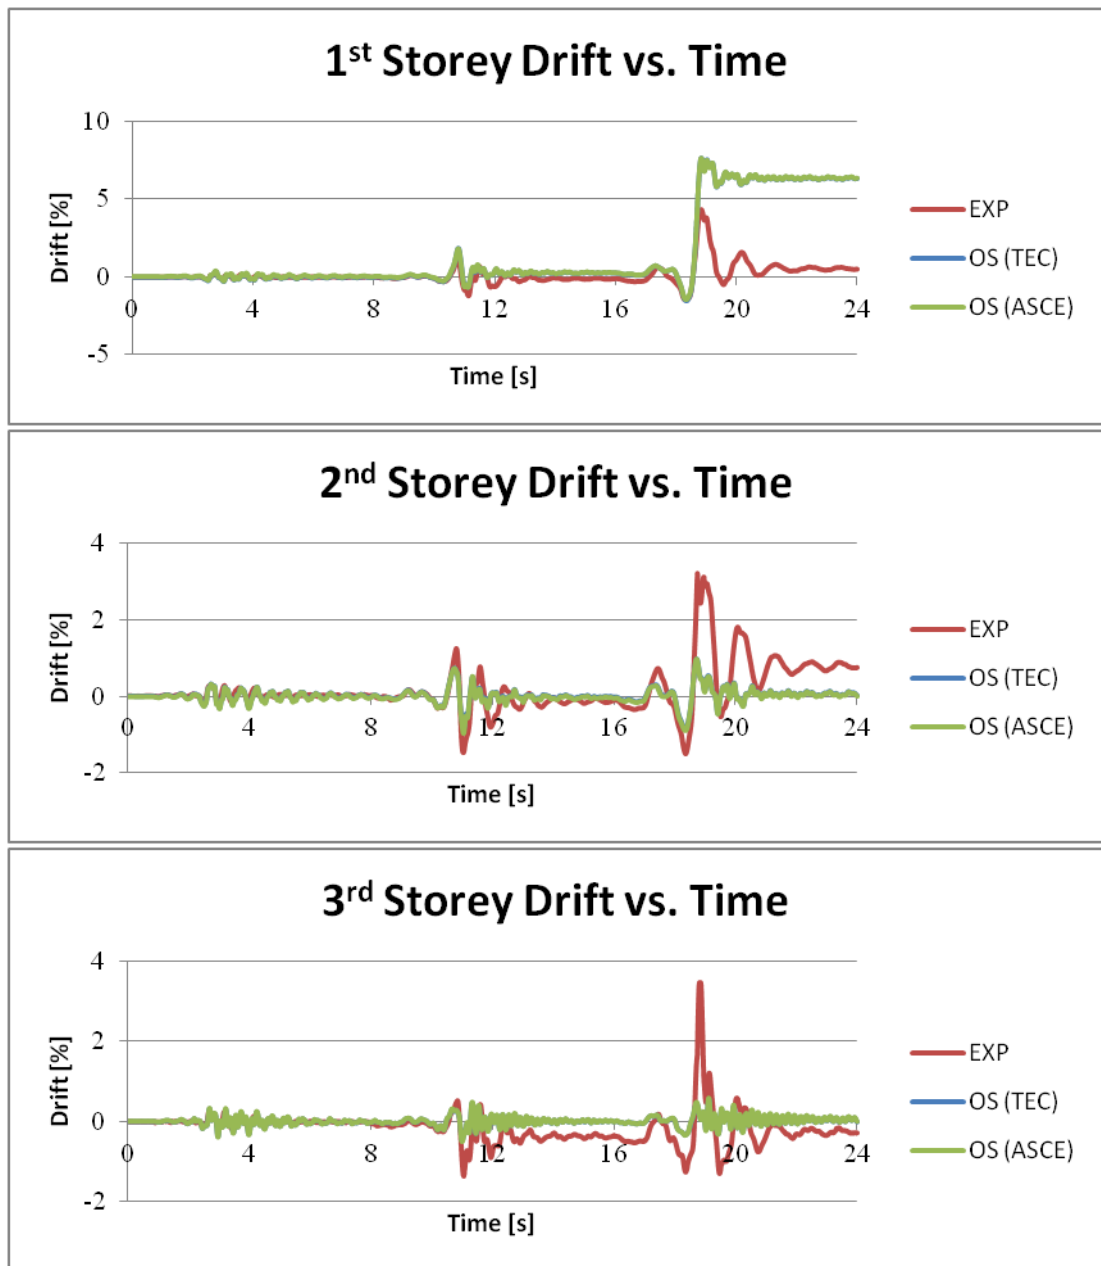 1st Storey Drift vs. Time
10
5
0
-5
Drift [%]
0 4 8 12 16 20 24
Time [s]
EXP
OS (TEC)
OS (ASCE)
2nd Storey Drift vs. Time
4
2
0
-2
Drift [%]
0 4 8 12 16 20 24
Time [s]
EXP
OS (TEC)
OS (ASCE)
3rd Storey Drift vs. Time
4
2
0
-2
Drift [%]
0 4 8 12 16 20 24
Time [s]
EXP
OS (TEC)
OS (ASCE)